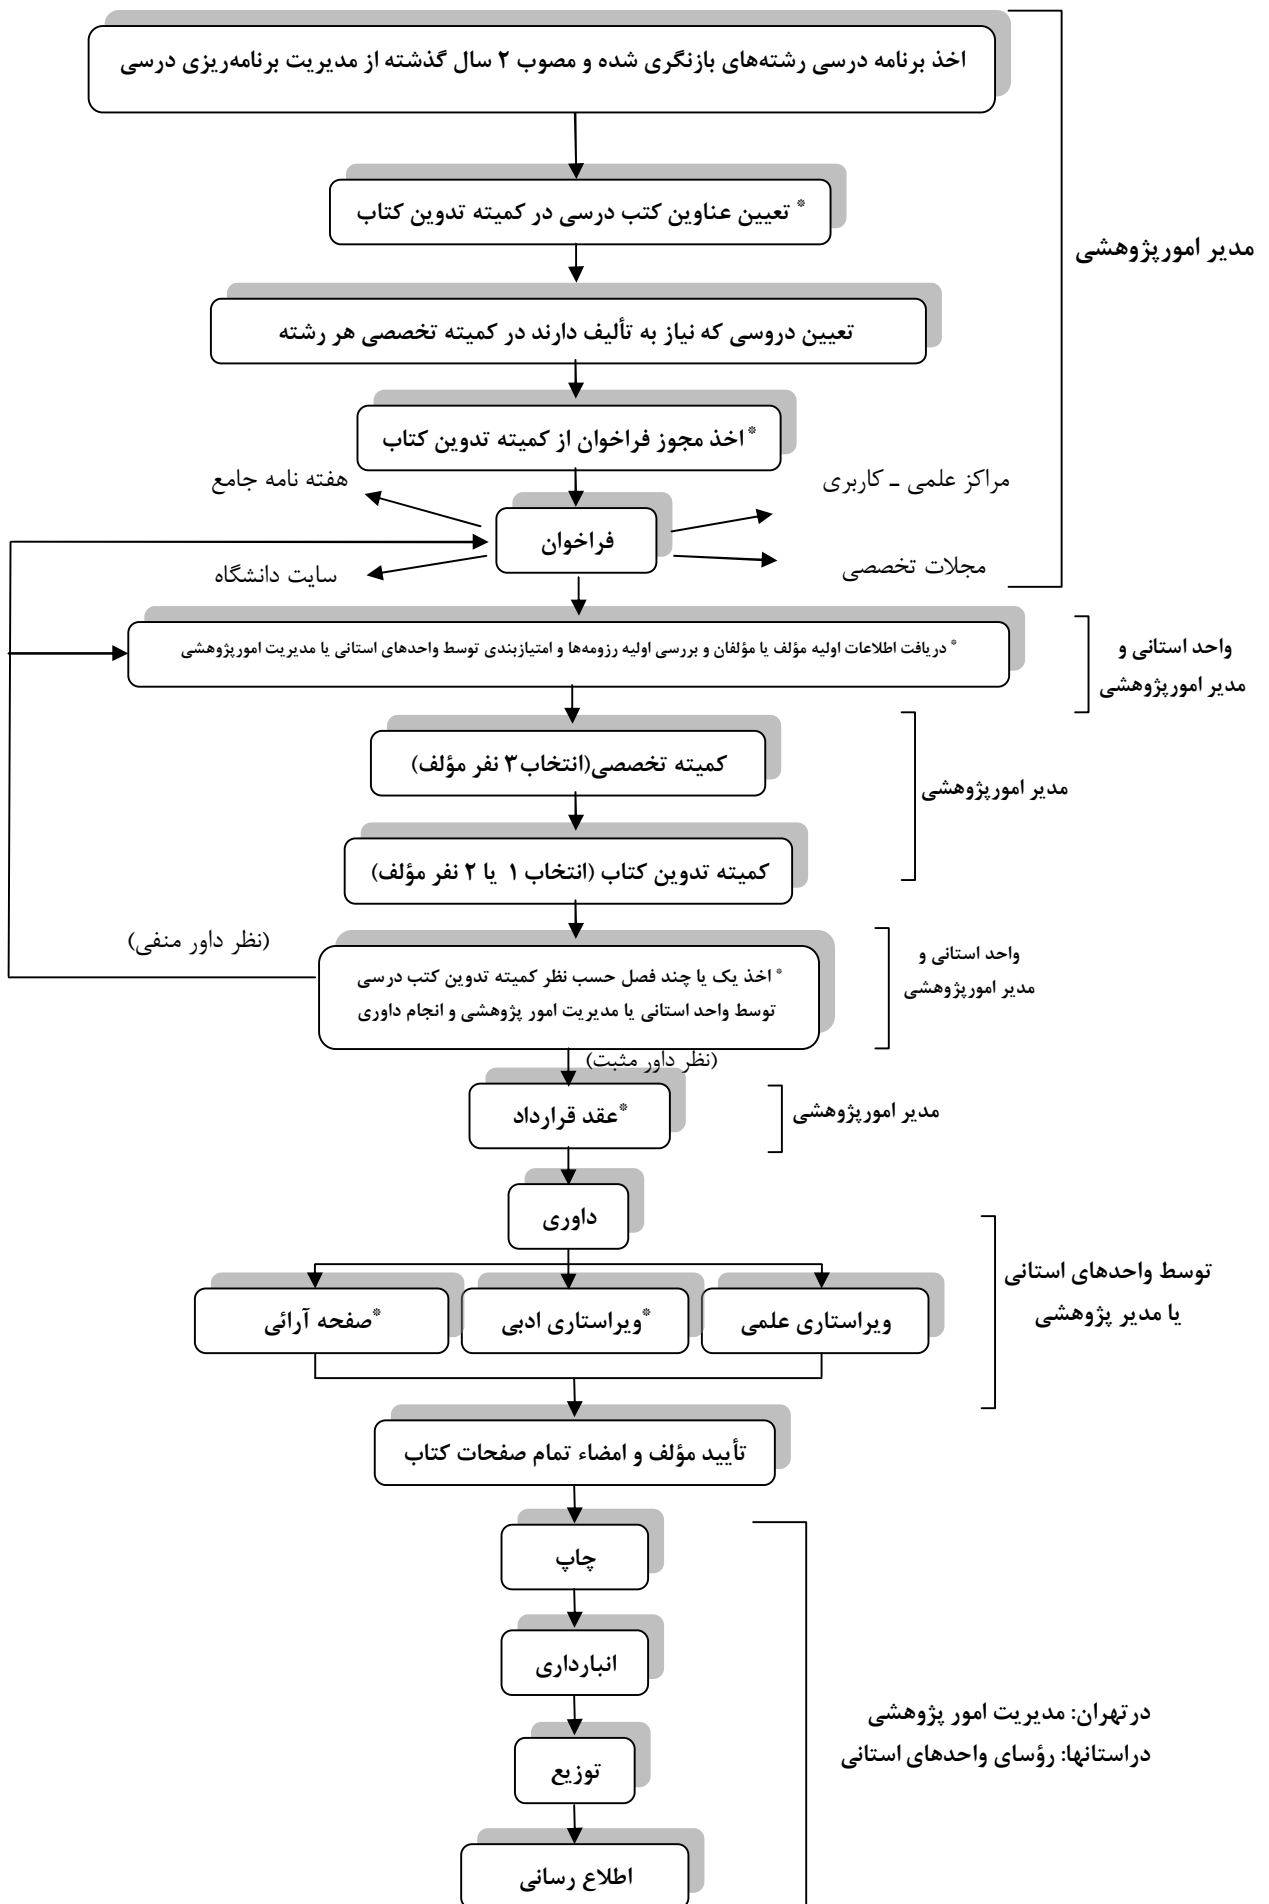 اخذ برنامه درسی رشته‌های بازنگری شده و مصوب ۲ سال گذشته از مدیریت برنامه‌ریزی درسی
* تعیین عناوین کتب درسی در کمیته تدوین کتاب
مدیر امورپژوهشی
تعیین دروسی که نیاز به تألیف دارند در کمیته تخصصی هر رشته
* اخذ مجوز فراخوان از کمیته تدوین کتاب
مراکز علمی ـ کاربری
هفته نامه جامع
فراخوان
مجلات تخصصی
سایت دانشگاه
* دریافت اطلاعات اولیه مؤلف یا مؤلفان و بررسی اولیه رزومه‌ها و امتیازبندی توسط واحدهای استانی یا مدیریت امورپژوهشی
واحد استانی و
مدیر امورپژوهشی
کمیته تخصصی(انتخاب ۳ نفر مؤلف)
مدیر امورپژوهشی
کمیته تدوین کتاب (انتخاب ۱ یا ۲ نفر مؤلف)
(نظر داور منفی)
واحد استانی و
مدیر امورپژوهشی
* اخذ یک یا چند فصل حسب نظر کمیته تدوین کتب درسی
توسط واحد استانی یا مدیریت امور پژوهشی و انجام داوری
(نظر داور مثبت)
*عقد قرارداد
مدیر امورپژوهشی
داوری
توسط واحدهای استانی
یا مدیر پژوهشی
ویراستاری علمی
*ویراستاری ادبی
*صفحه آرائی
تأیید مؤلف و امضاء تمام صفحات کتاب
چاپ
انبارداری
درتهران: مدیریت امور پژوهشی
دراستانها: رؤسای واحدهای استانی
توزیع
اطلاع رسانی